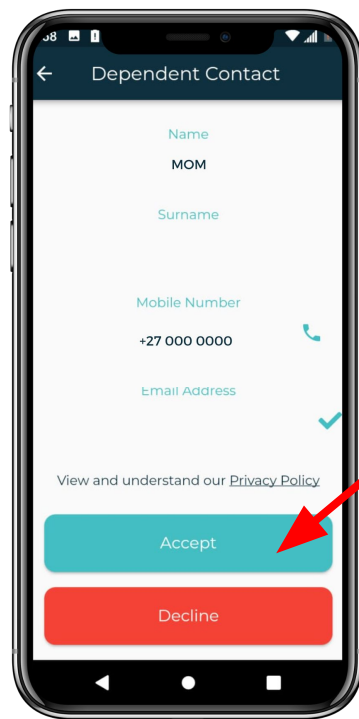 58
Dependent Contact
Name
MOM
Surname
Mobile Number
+27 000 0000
Email Address
View and understand our Privacy Policy
Accept
Decline